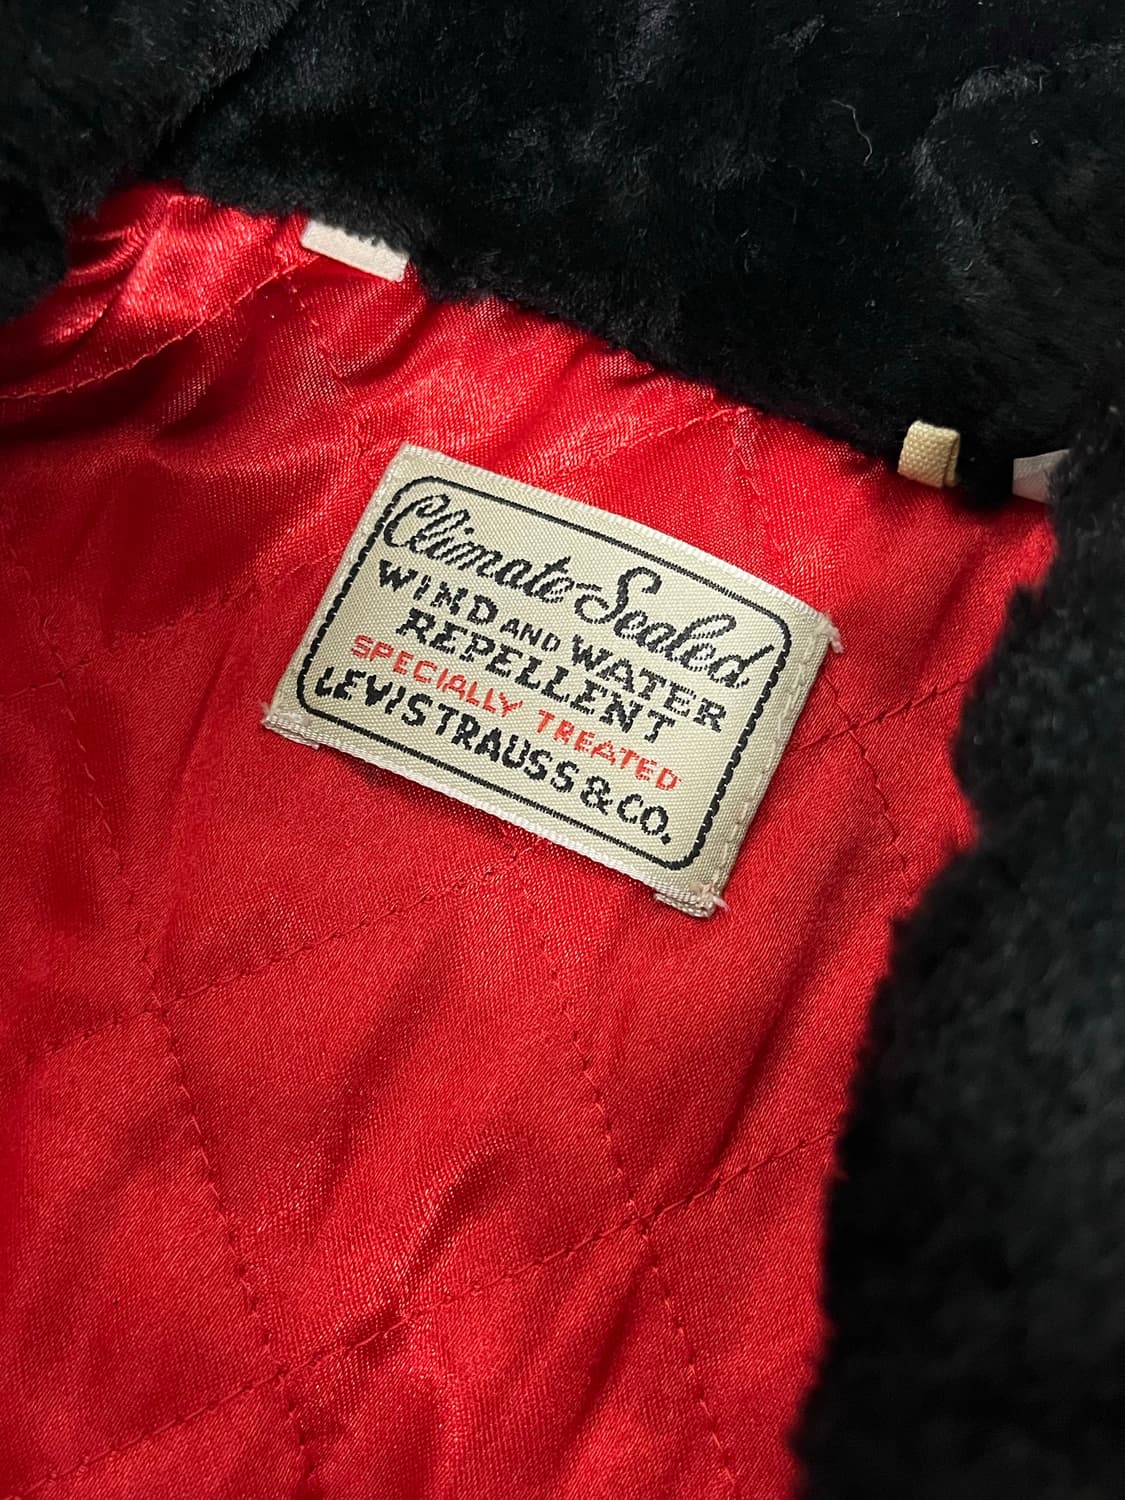 Climate Sealed
WIND AND WATER
REPELLENT
SPECIALLY TREATED
LEVI STRAUSS & CO.